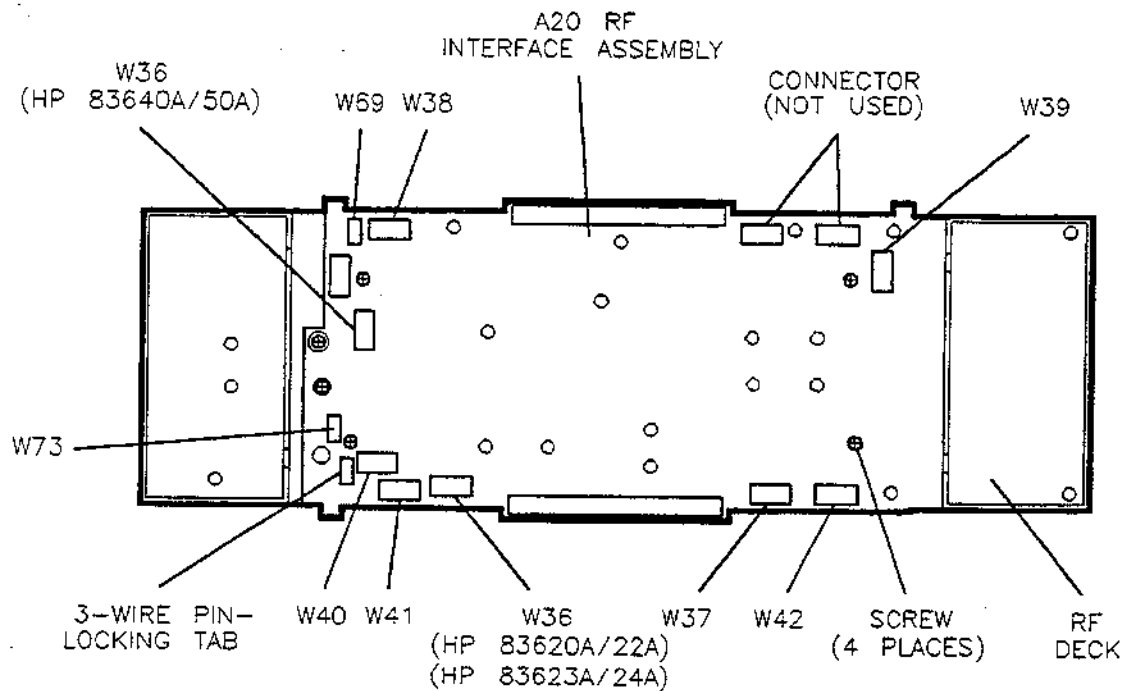 A20 RF
INTERFACE ASSEMBLY
W36
(HP 83640A/50A)
W69 W38
CONNECTOR
(NOT USED)
W39
W73
3-WIRE PIN-
LOCKING TAB
W40 W41
W36
(HP 83620A/22A)
(HP 83623A/24A)
W37 W42
SCREW
(4 PLACES)
RF
DECK